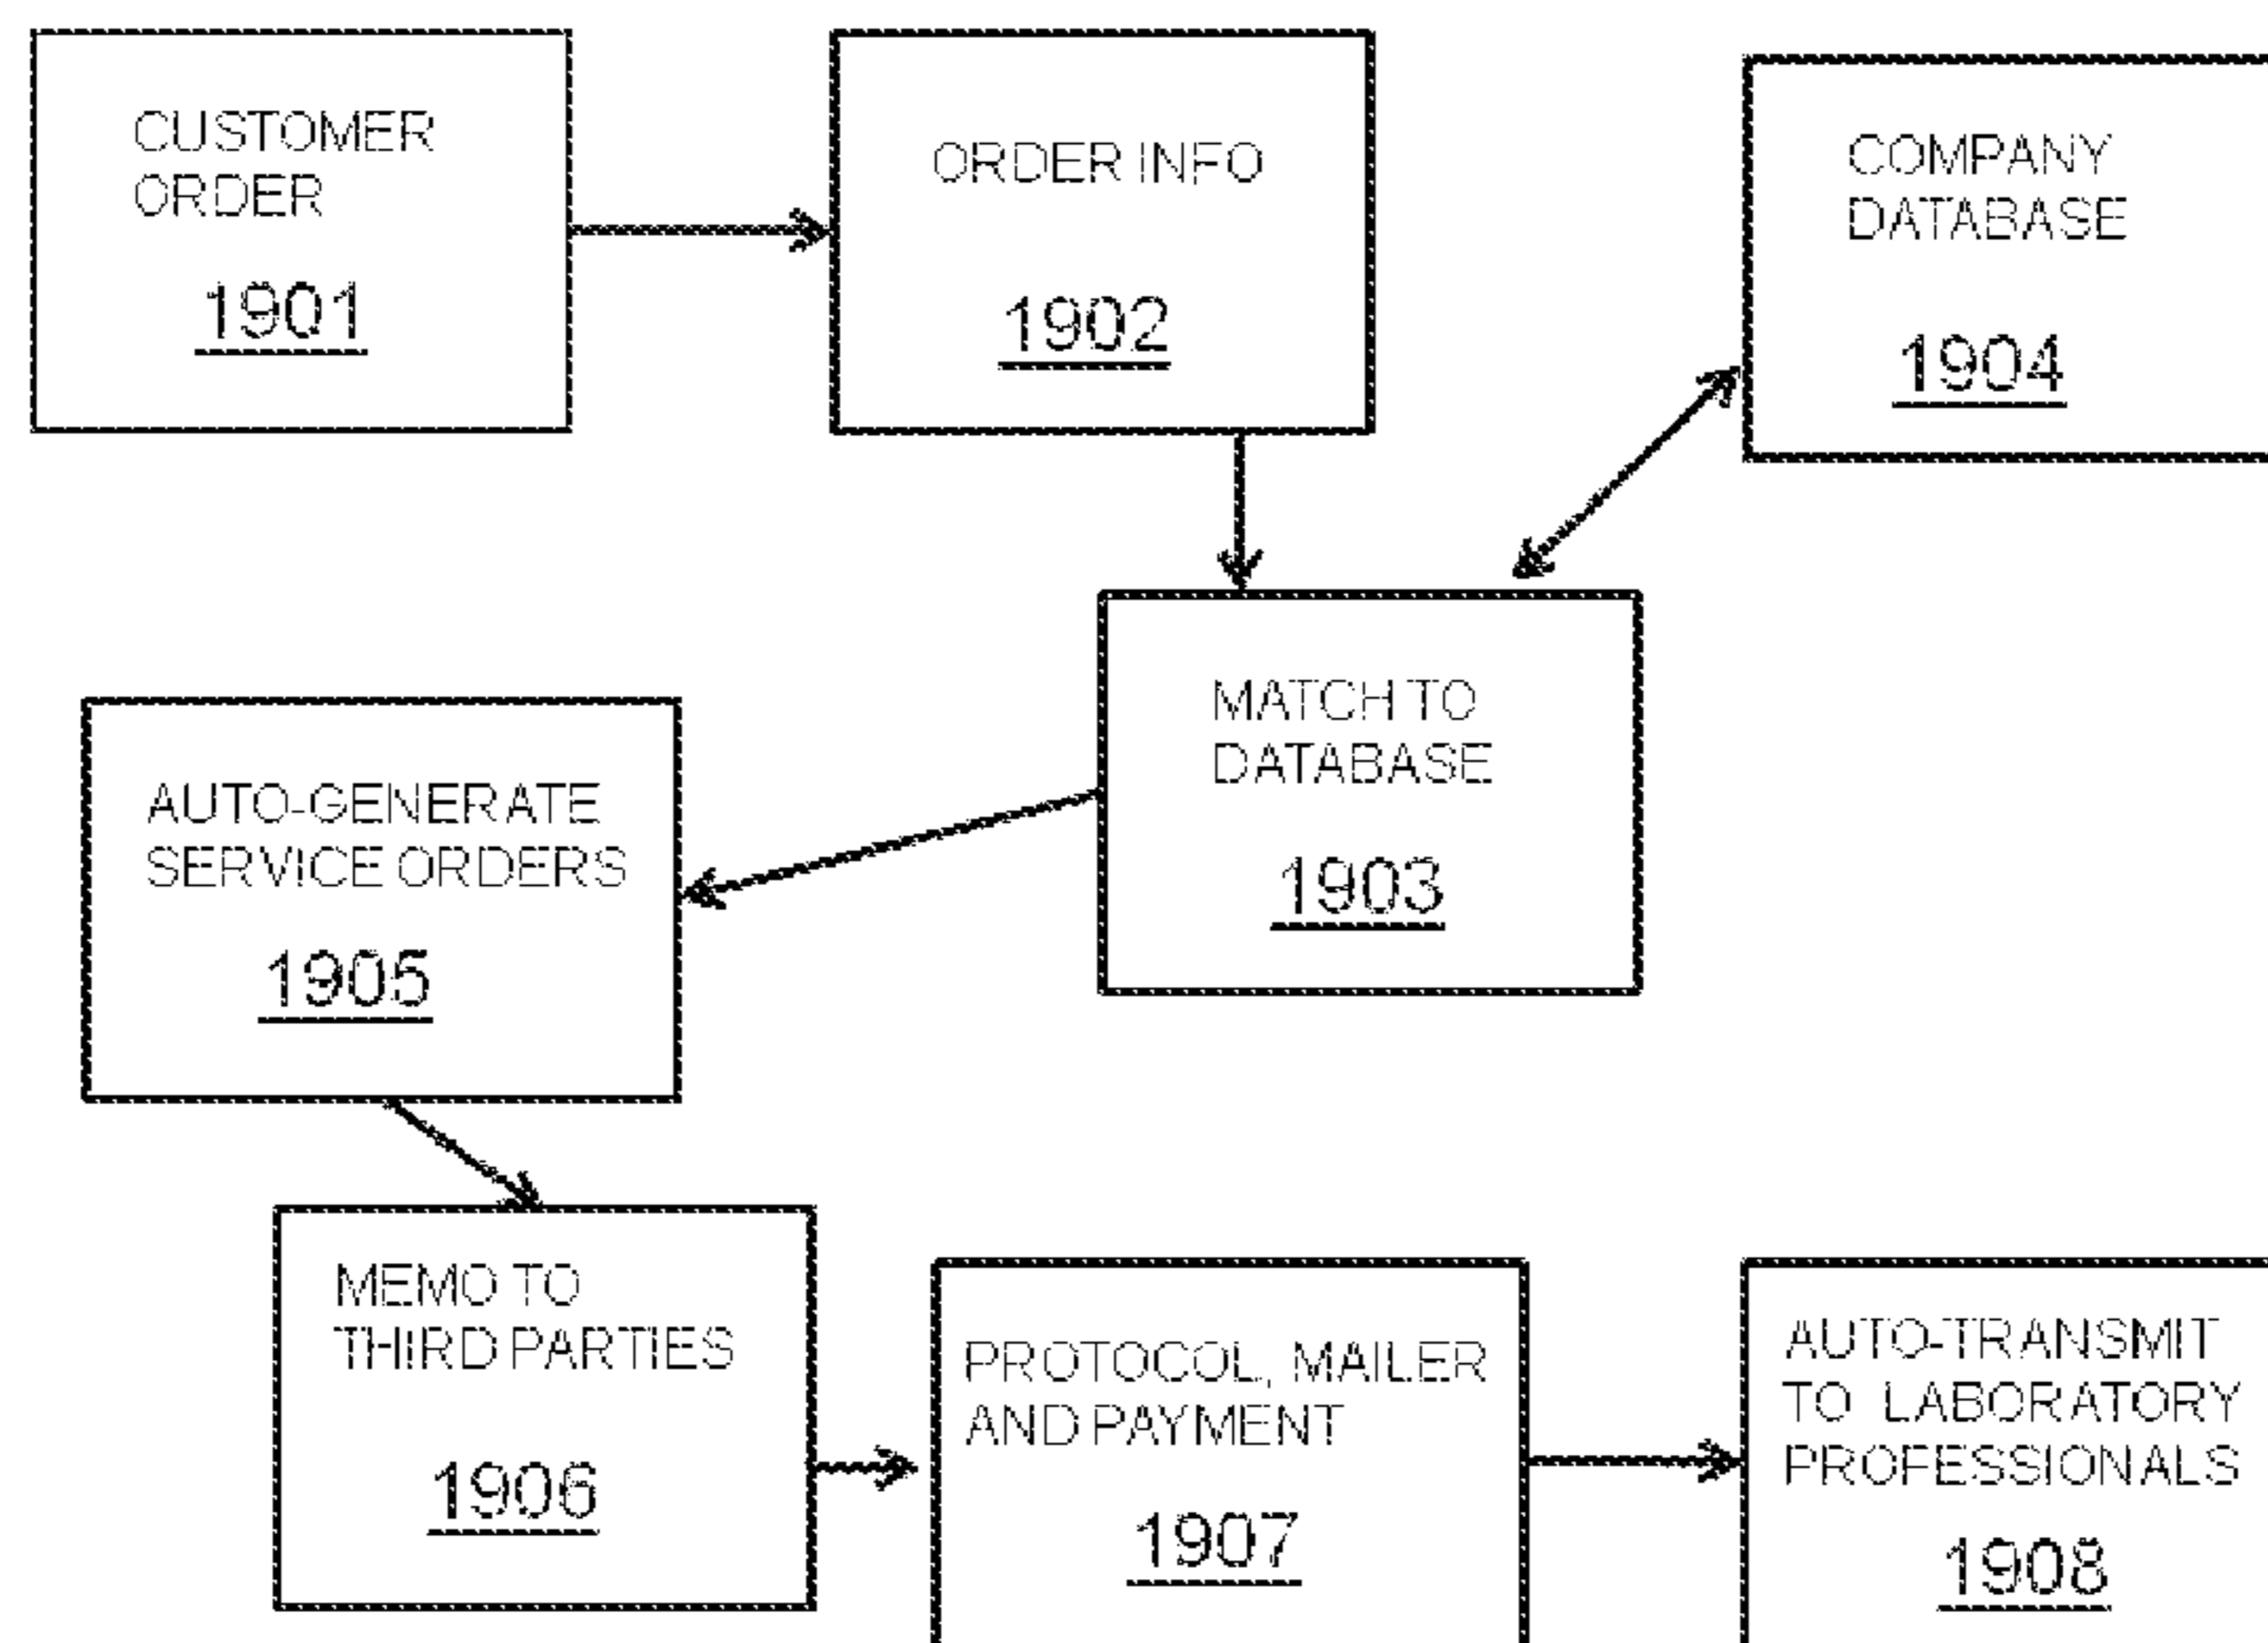 CUSTOMER
ORDER
1901
ORDER INFO
1902
COMPANY
DATABASE
1904
MATCH TO
DATABASE
1903
AUTO-GENERATE
SERVICE ORDERS
1905
MEMO TO
THIRD PARTIES
1906
PROTOCOL, MAILER
AND PAYMENT
1907
AUTO-TRANSMIT
TO LABORATORY
PROFESSIONALS
1908